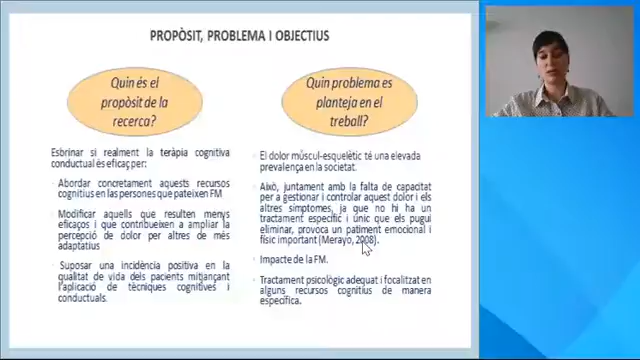 PROPÒSIT, PROBLEMA I OBJECTIUS
Quin és el
propòsit de la
recerca?
Esbrinar si realment la teràpia cognitiva
conductual és eficaç per:
Abordar concretament aquests recursos
cognitius en las persones que pateixen FM
Modificar aquells que resulten menys
eficaços i que contribueixen a ampliar la
percepció de dolor per altres de més
adaptatius
Suposar una incidència positiva en la
qualitat de vida dels pacients mitjançant
l'aplicació de tècniques cognitives i
conductuals.
Quin problema es
planteja en el
treball?
El dolor múscul-esquelètic té una elevada
prevalença en la societat.
Això, juntament amb la falta de capacitat
per a gestionar i controlar aquest dolor i els
altres símptomes, ja que no hi ha un
tractament específic i únic que els pugui
eliminar, provoca un patiment emocional i
físic important (Merayo, 2008).
Impacte de la FM.
Tractament psicològic adequat i focalitzat en
alguns recursos cognitius de manera
específica.